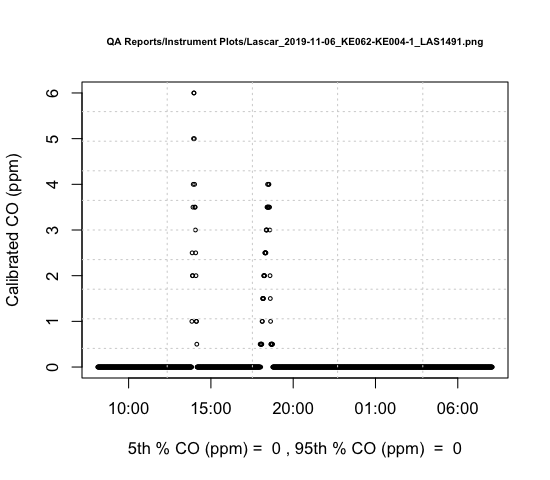 QA Reports/Instrument Plots/Lascar_2019-11-06_KE062-KE004-1_LAS1491.png
Calibrated CO (ppm)
6
5
4
3
2
1
0
10:00 15:00 20:00 01:00 06:00
5th % CO (ppm) = 0 , 95th % CO (ppm) = 0